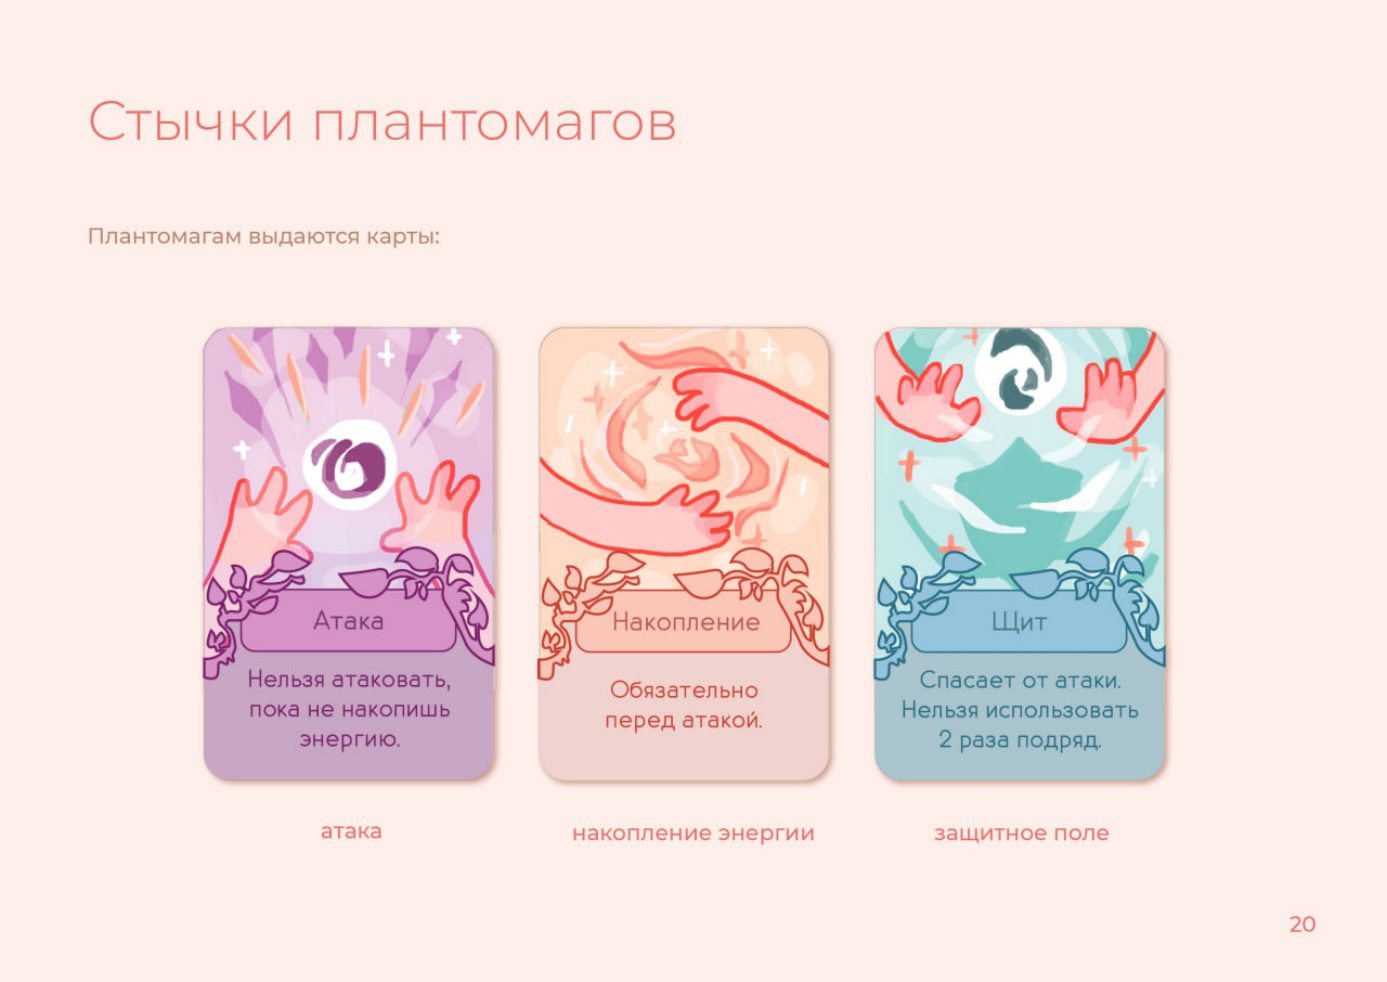 Стычки плантомагов
Плантомагам выдаются карты:
Атака
Нельзя атаковать,
пока не накопишь
энергию.
атака
Накопление
Обязательно
перед атакой.
накопление энергии
Щит
Спасает от атаки.
Нельзя использовать
2 раза подряд.
защитное поле
20